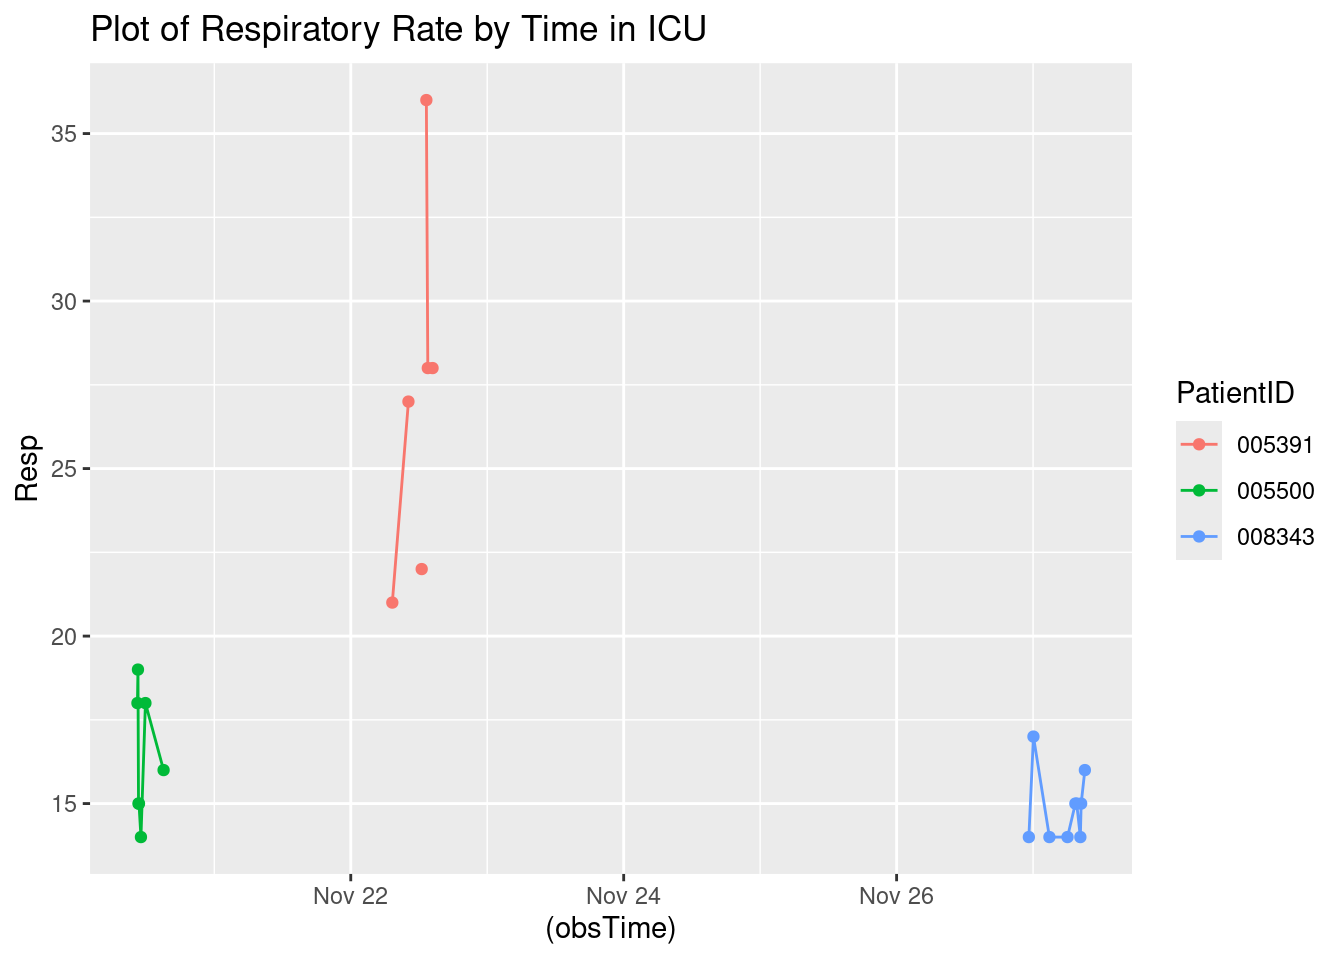 Plot of Respiratory Rate by Time in ICU
35
30
25
20
15
Resp
Nov 22
Nov 24
Nov 26
(obsTime)
PatientID
005391
005500
008343